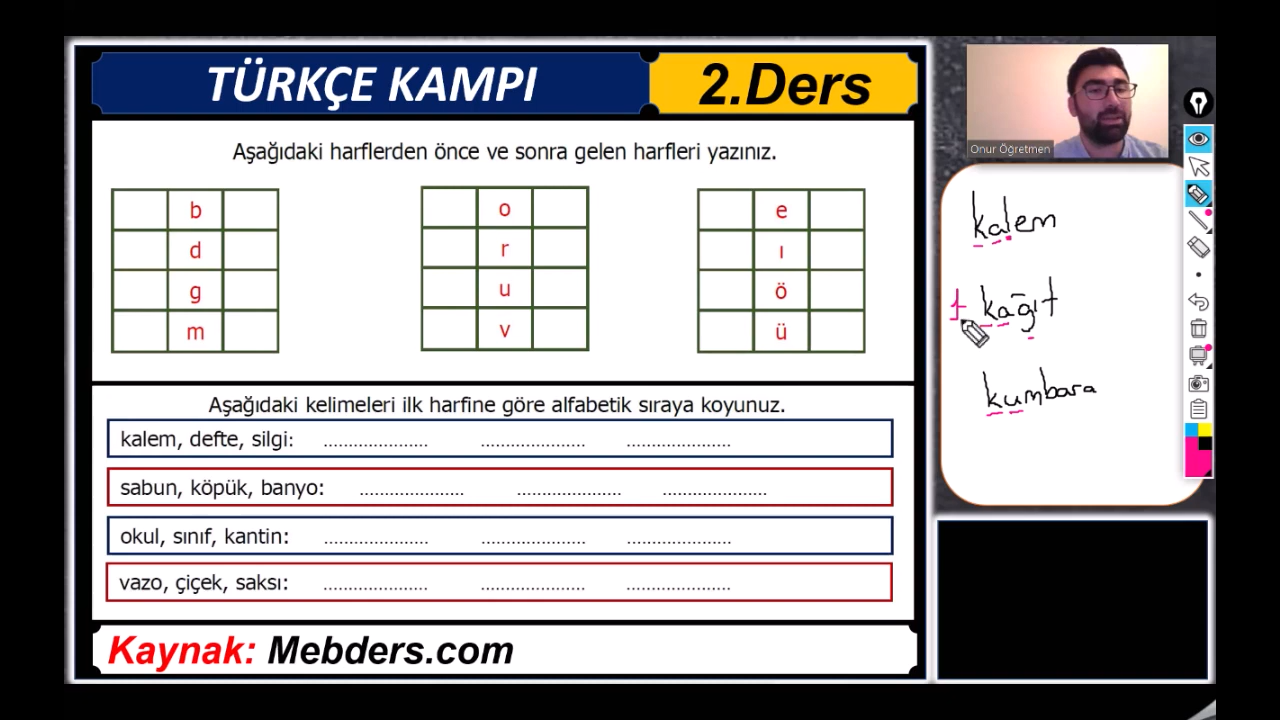 TÜRKÇE KAMPI
2.Ders
Aşağıdaki harflerden önce ve sonra gelen harfleri yazınız.
b
d
g
m
o
r
u
v
e
ı
ö
ü
Aşağıdaki kelimeleri ilk harfine göre alfabetik sıraya koyunuz.
kalem, defte, silgi: ..................... ..................... .....................
sabun, köpük, banyo: ..................... ..................... .....................
okul, sınıf, kantin: ..................... ..................... .....................
vazo, çiçek, saksı: ..................... ..................... .....................
Kaynak: Mebders.com
Onur Öğretmen
kalem
1 kağıt
kumbara